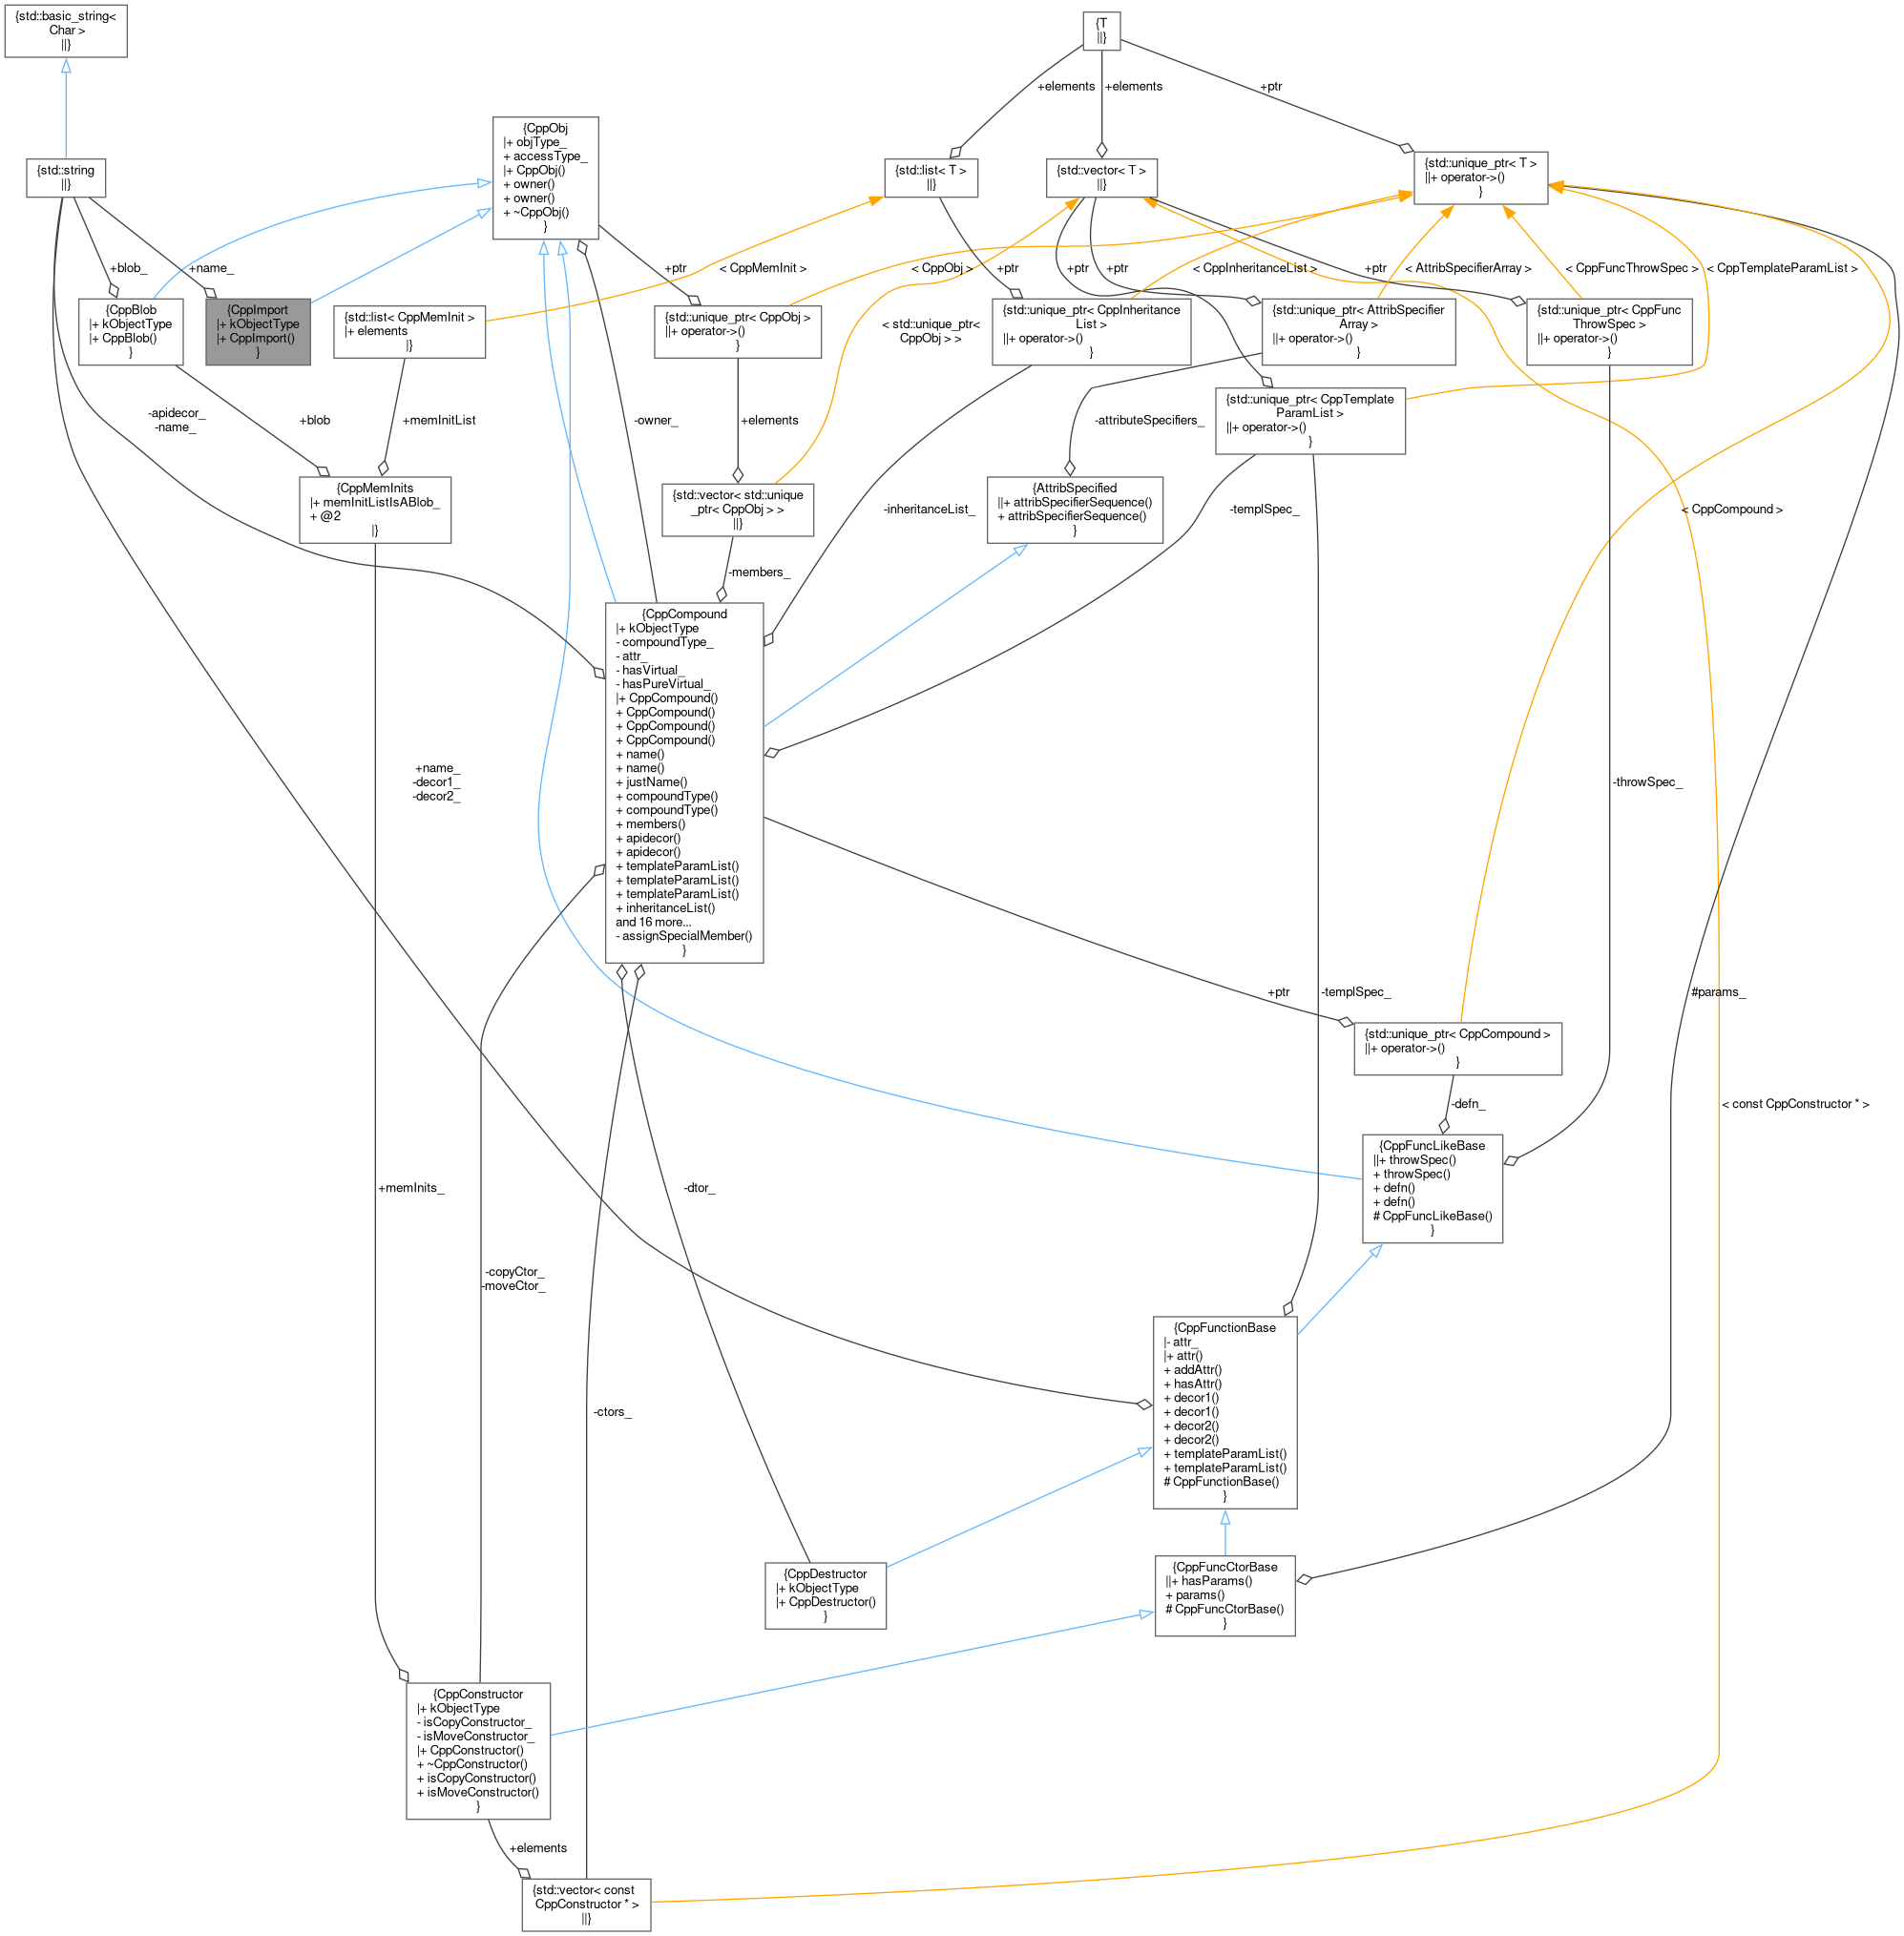 {std::basic_string<
Char >
||}
{T
||}
+elements
+elements
+ptr
{CppObj
|+ objType_
+ accessType_
|+ CppObj()
+ owner()
+ owner()
+ ~CppObj()
}
{std::string
||}
{std::list< T >
||}
{std::vector< T >
||}
{std::unique_ptr< T >
||+ operator->()
}
+blob_
+name_
+ptr
< CppMemInit >
< CppObj >
+ptr
+ptr
+ptr
< CppInheritanceList >
+ptr
< AttribSpecifierArray >
< CppFuncThrowSpec >
< CppTemplateParamList >
{CppBlob
|+ kObjectType
|+ CppBlob()
}
{CppImport
|+ kObjectType
|+ CppImport()
}
{std::list< CppMemInit >
|+ elements
|}
{std::unique_ptr< CppObj >
||+ operator->()
}
< std::unique_ptr<
CppObj > >
{std::unique_ptr< CppInheritance
List >
||+ operator->()
}
{std::unique_ptr< AttribSpecifier
Array >
||+ operator->()
}
{std::unique_ptr< CppFunc
ThrowSpec >
||+ operator->()
}
-apidecor_
-name_
+blob
+memInitList
-owner_
+elements
-attributeSpecifiers_
{std::unique_ptr< CppTemplate
ParamList >
||+ operator->()
}
{CppMemInits
|+ memInitListIsABlob_
+ @2
|}
{std::vector< std::unique
_ptr< CppObj > >
||}
-inheritanceList_
{AttribSpecified
||+ attribSpecifierSequence()
+ attribSpecifierSequence()
}
-templSpec_
< CppCompound >
-members_
{CppCompound
|+ kObjectType
- compoundType_
- attr_
- hasVirtual_
- hasPureVirtual_
|+ CppCompound()
+ CppCompound()
+ CppCompound()
+ CppCompound()
+ name()
+ name()
+ justName()
+ compoundType()
+ compoundType()
+ members()
+ apidecor()
+ apidecor()
+ templateParamList()
+ templateParamList()
+ templateParamList()
+ inheritanceList()
and 16 more...
- assignSpecialMember()
}
+name_
-decor1_
-decor2_
-throwSpec_
+ptr
-templSpec_
#params_
{std::unique_ptr< CppCompound >
||+ operator->()
}
-defn_
< const CppConstructor * >
{CppFuncLikeBase
||+ throwSpec()
+ throwSpec()
+ defn()
+ defn()
# CppFuncLikeBase()
}
+memInits_
-dtor_
-copyCtor_
-moveCtor_
{CppFunctionBase
|- attr_
|+ attr()
+ addAttr()
+ hasAttr()
+ decor1()
+ decor1()
+ decor2()
+ decor2()
+ templateParamList()
+ templateParamList()
# CppFunctionBase()
}
-ctors_
{CppDestructor
|+ kObjectType
|+ CppDestructor()
}
{CppFuncCtorBase
||+ hasParams()
+ params()
# CppFuncCtorBase()
}
{CppConstructor
|+ kObjectType
- isCopyConstructor_
- isMoveConstructor_
|+ CppConstructor()
+ ~CppConstructor()
+ isCopyConstructor()
+ isMoveConstructor()
}
+elements
{std::vector< const
CppConstructor * >
||}